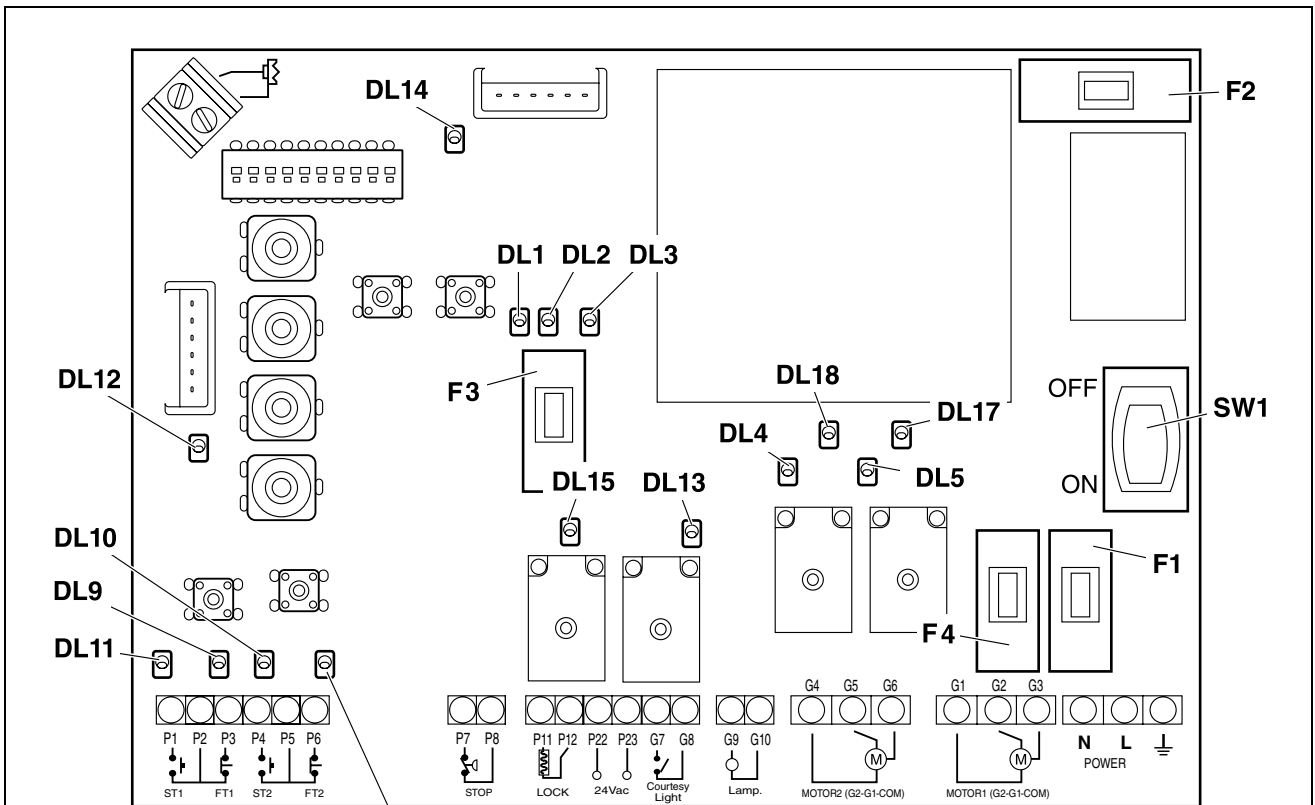 DL14
F2
DL1 DL2 DL3
F3
DL12
DL18
DL17
OFF
SW1
DL4
DL5
ON
DL15 DL13
DL10
F1
DL9
F4
DL11
G4 G5 G6 G1 G2 G3
P1 P2 P3 P4 P5 P6 P7 P8 P11 P12 P22 P23 G7 G8 G9 G10 N L
POWER
ST1 FT1 ST2 FT2 STOP LOCK 24Vac Courtesy Light Lamp. MOTOR2 (G2-G1-COM) MOTOR1 (G2-G1-COM)
M M